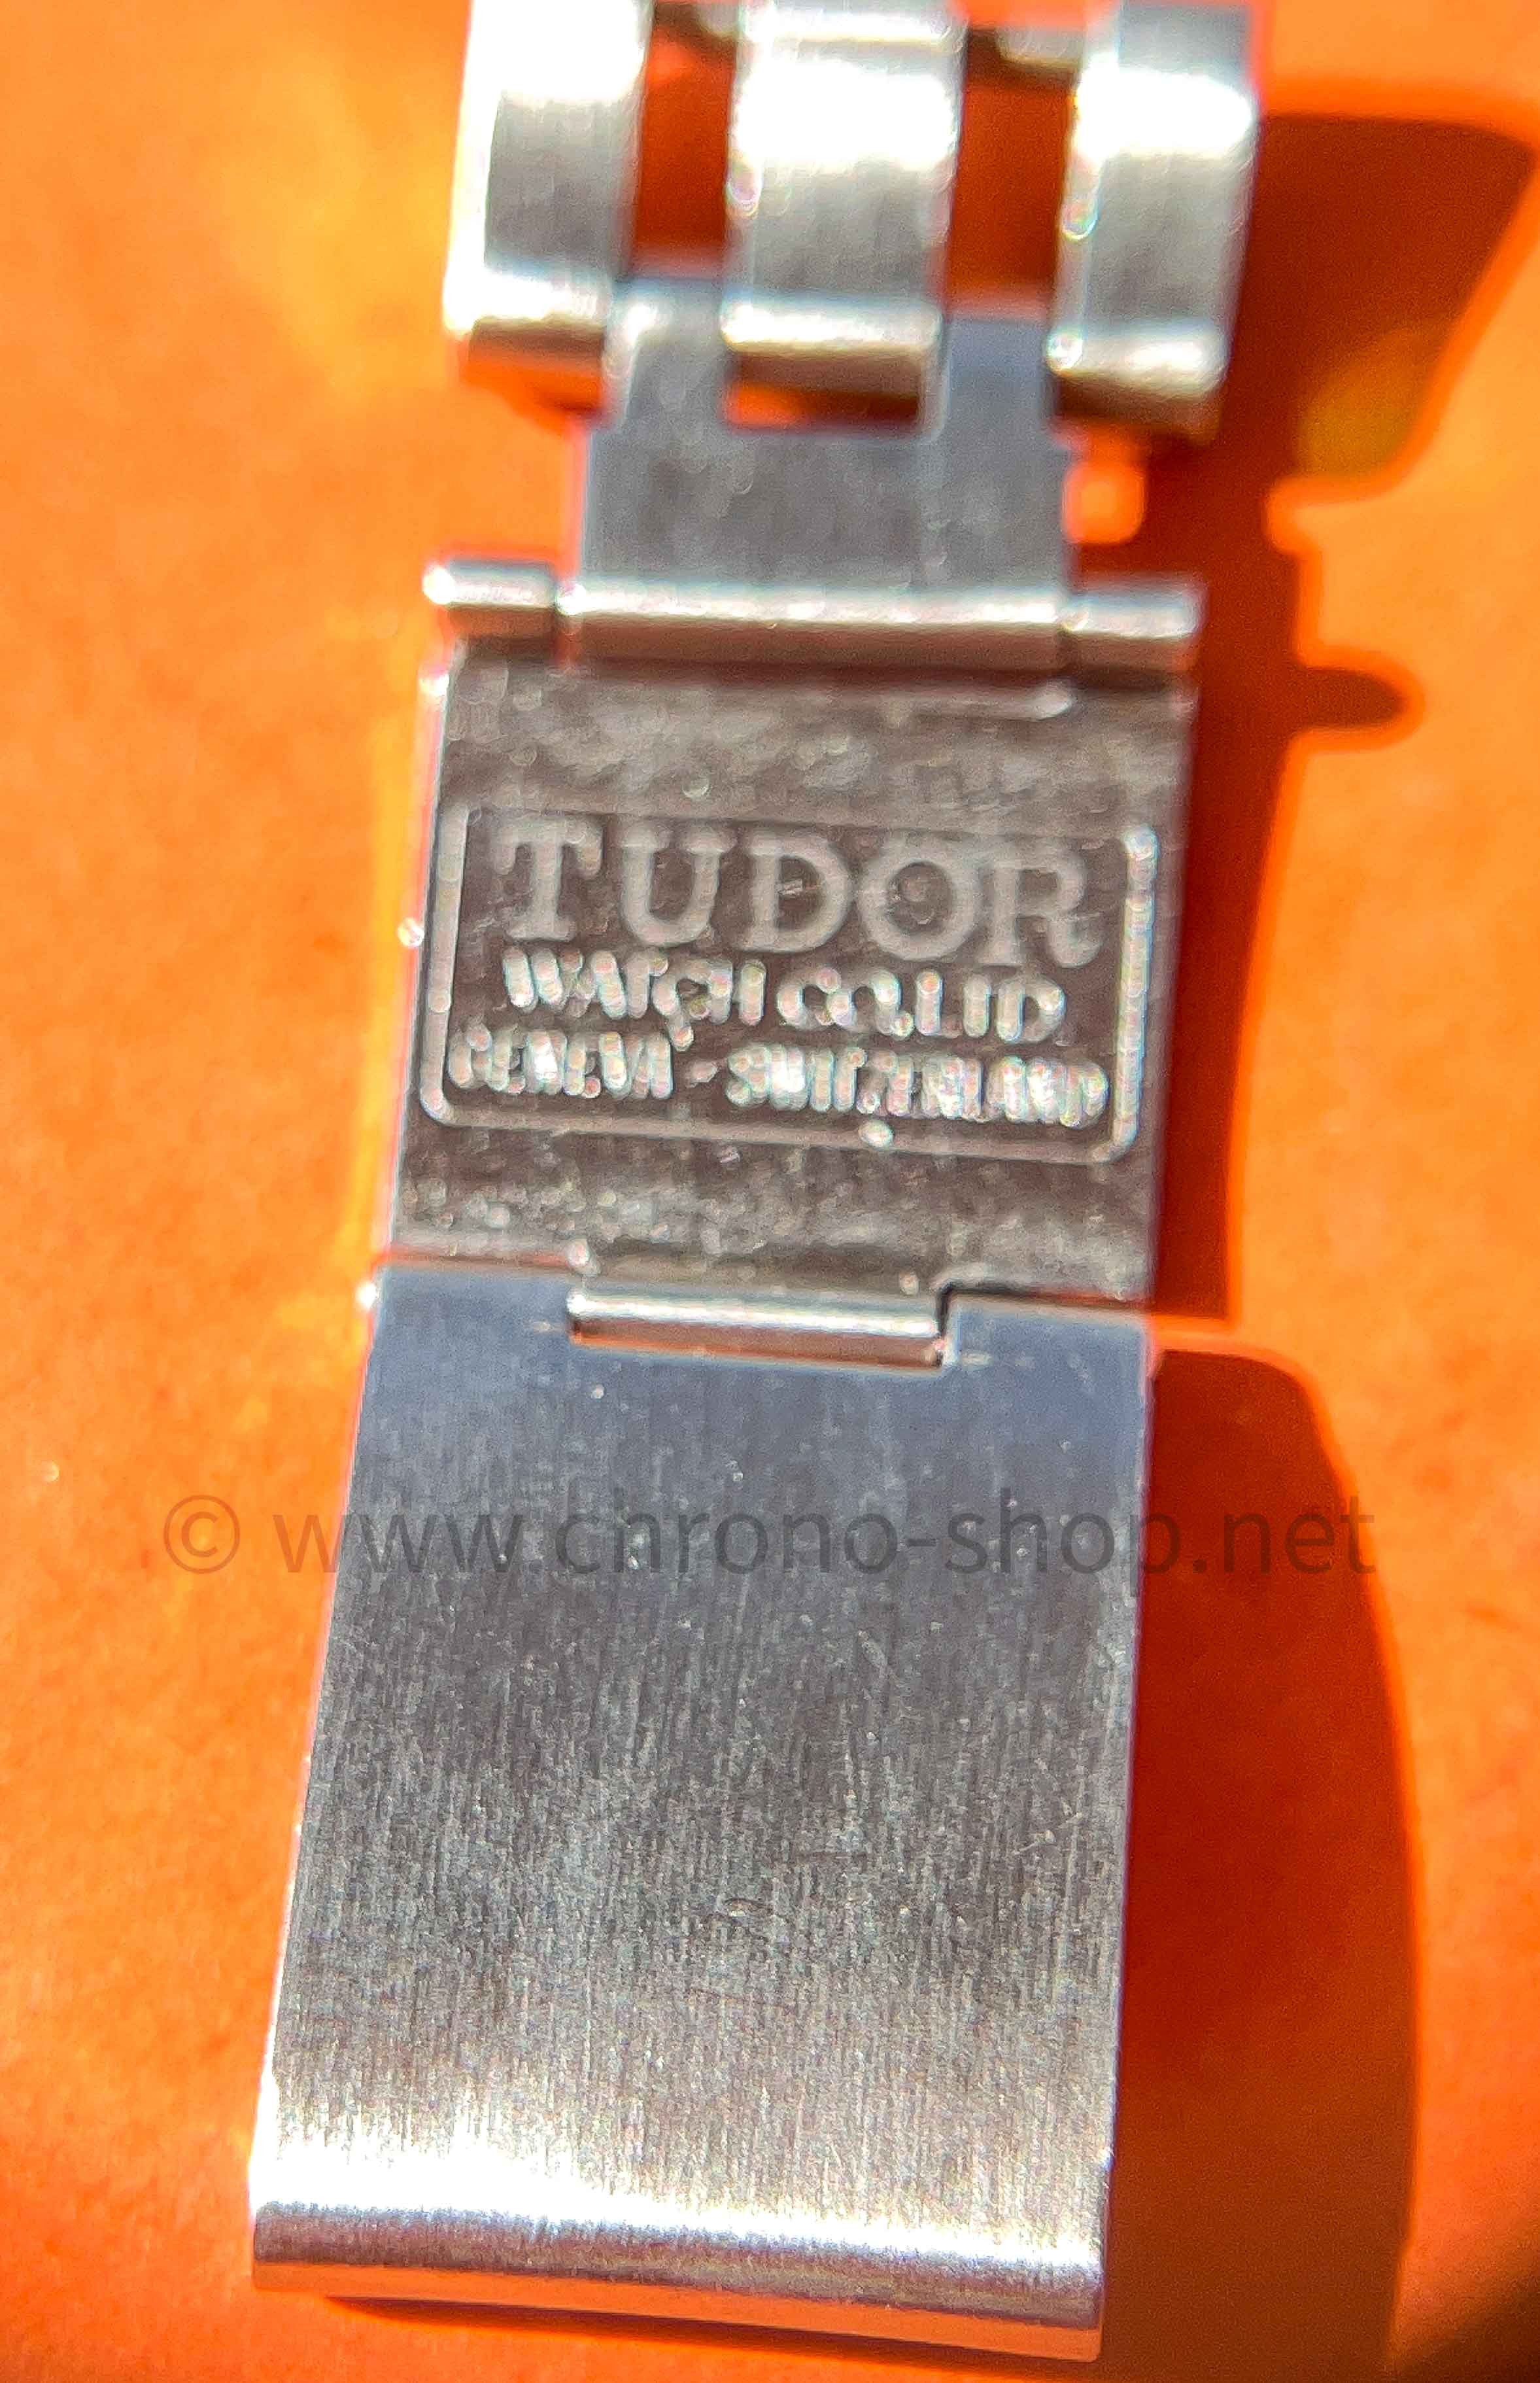 TUDOR
WATCH CO.LTD
GENEVA - SWITZERLAND
© www.chrono-shop.net